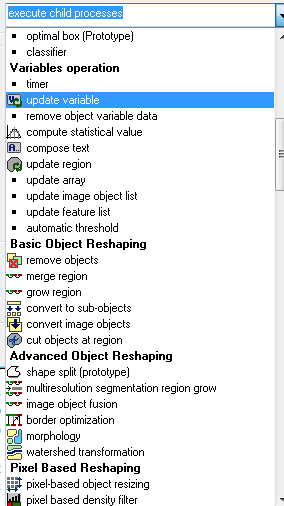 execute child processes
optimal box (Prototype)
classifier
Variables operation
timer
update variable
remove object variable data
compute statistical value
compose text
update region
update array
update image object list
update feature list
automatic threshold
Basic Object Reshaping
remove objects
merge region
grow region
convert to sub-objects
convert image objects
cut objects at region
Advanced Object Reshaping
shape split (prototype)
multiresolution segmentation region grow
image object fusion
border optimization
morphology
watershed transformation
Pixel Based Reshaping
pixel-based object resizing
pixel based density filter